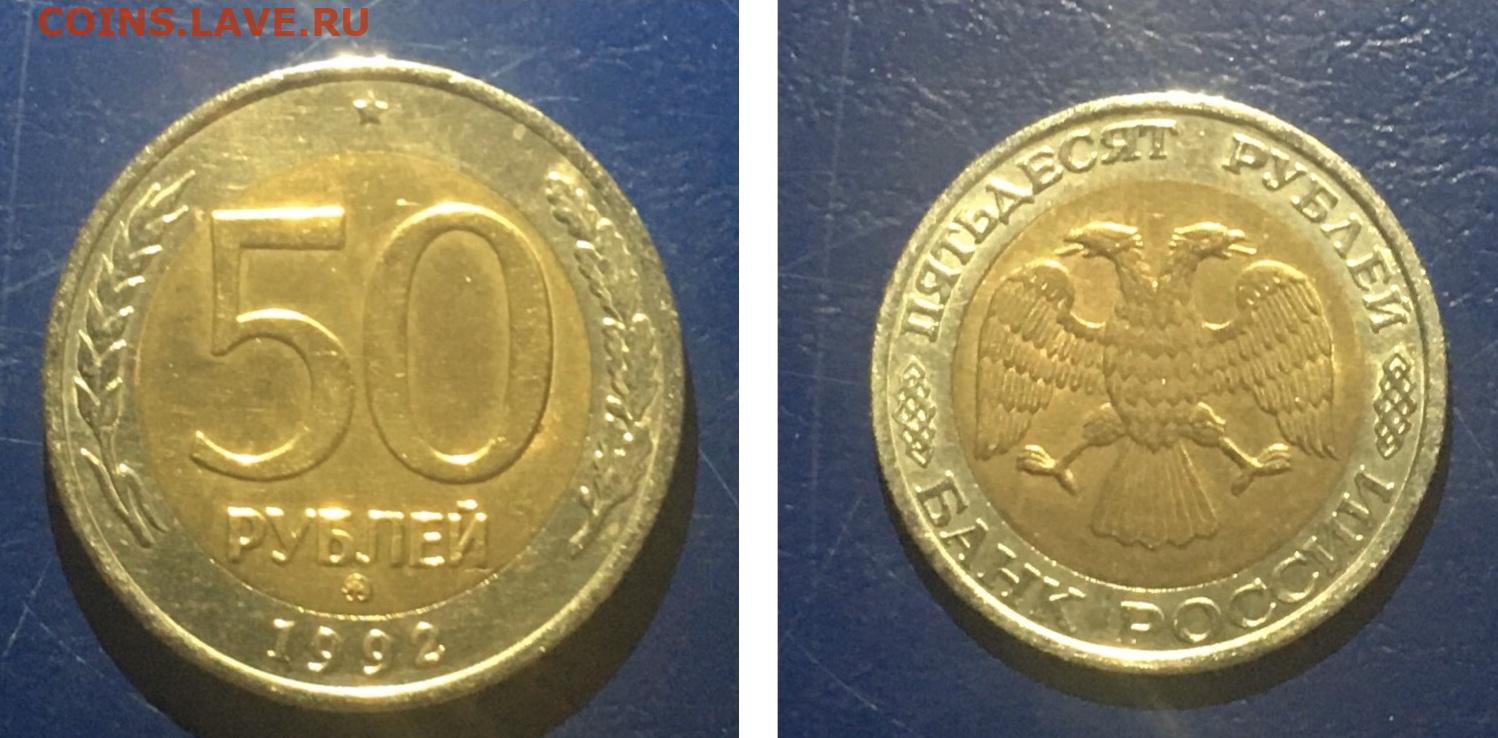 COINS.LAVE.RU
50
РУБЛЕЙ
1992
ПЯТЬДЕСЯТ РУБЛЕЙ
БАНК РОССИИ